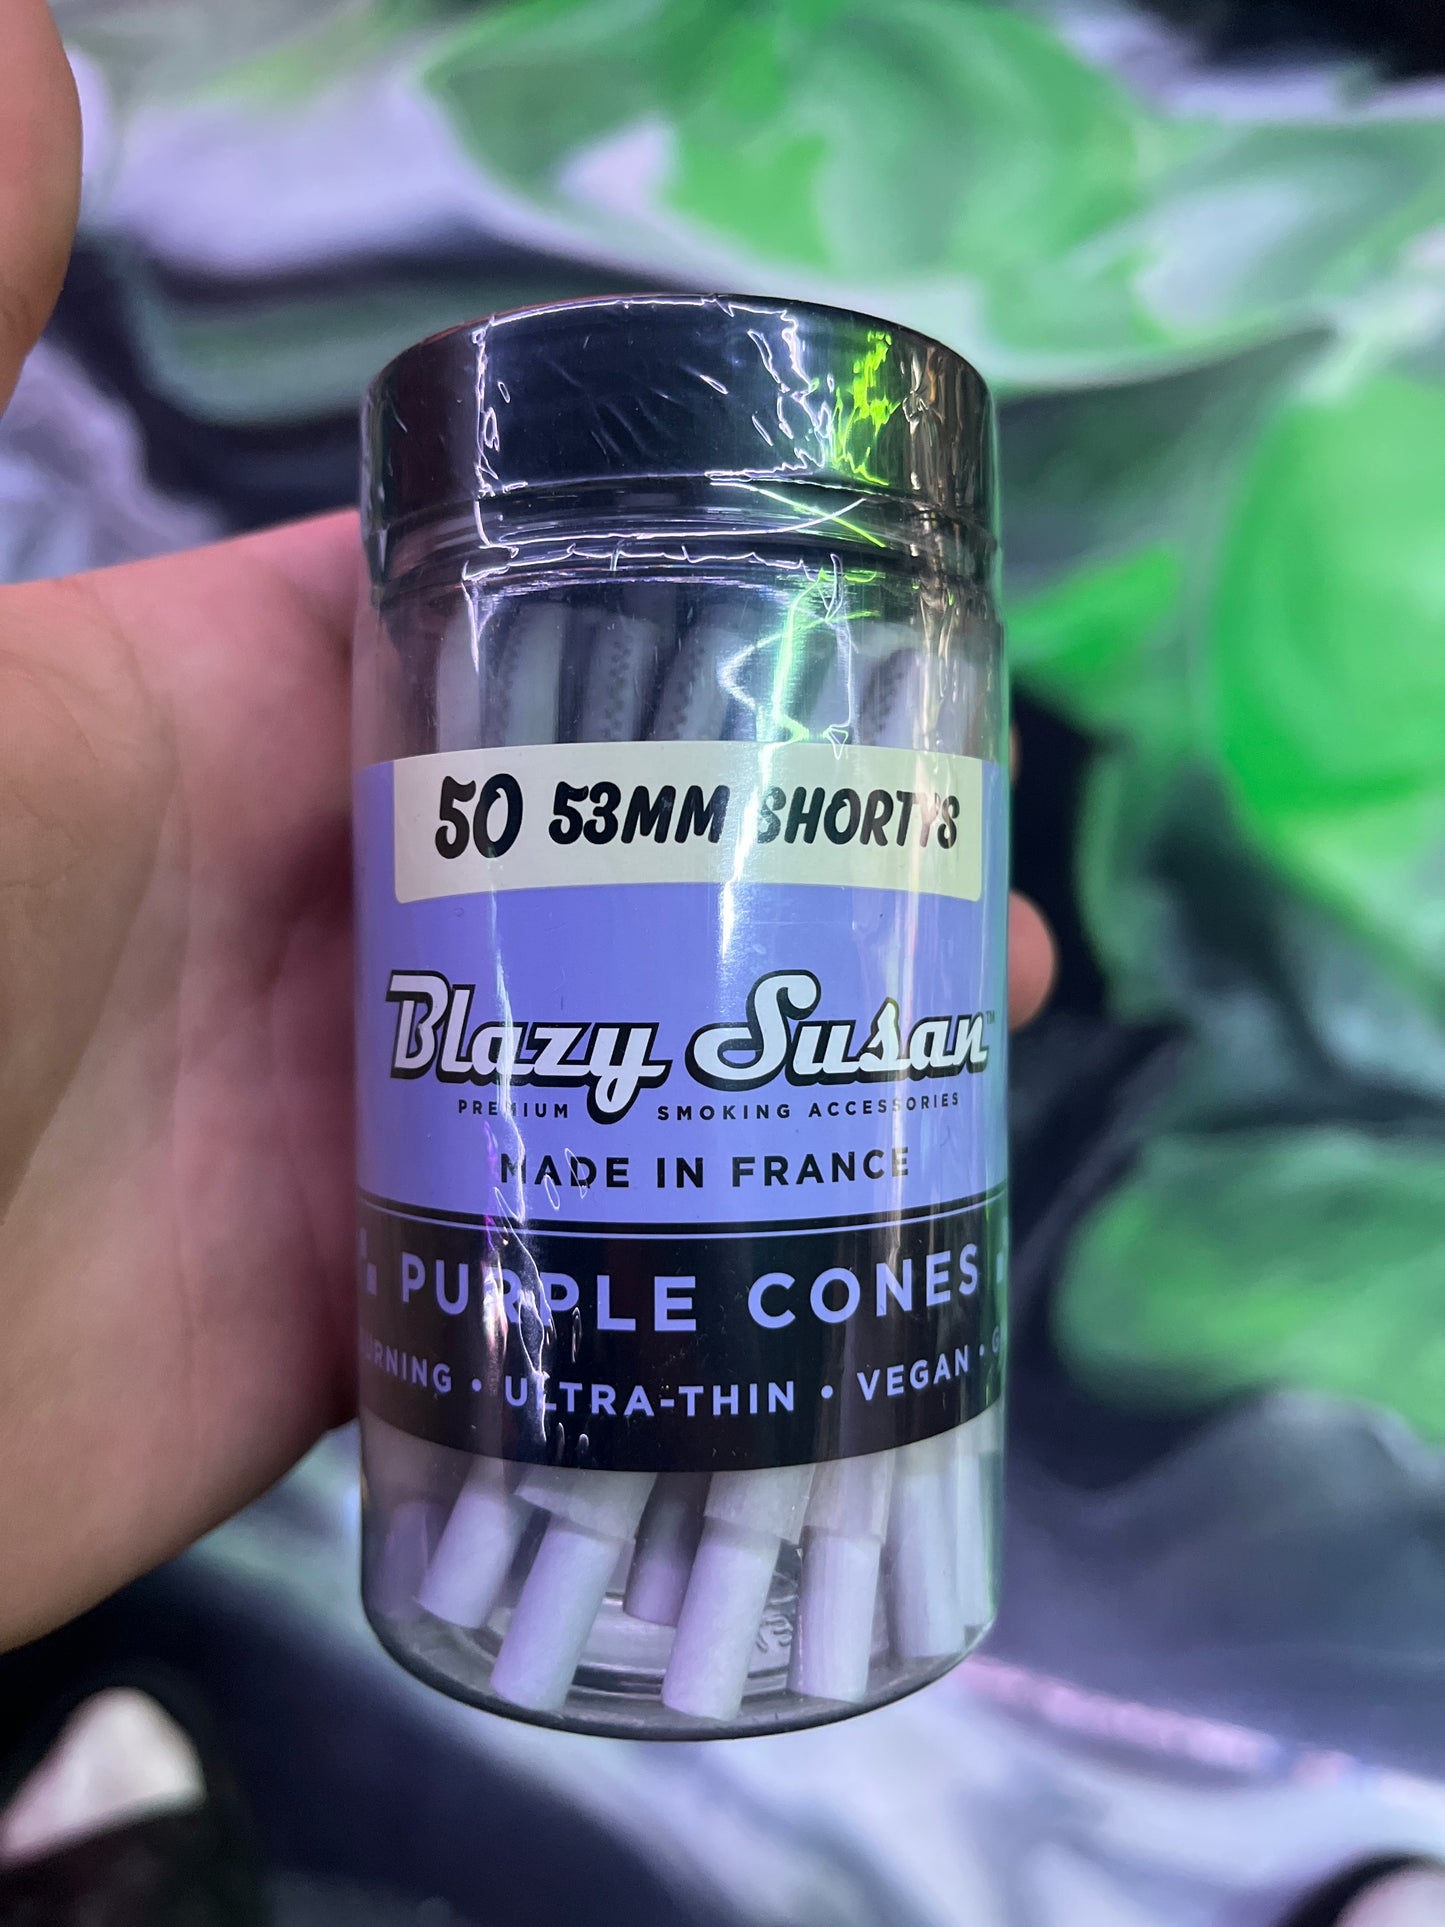 50 53MM SHORTYS
Blazy Susan™
PREMIUM SMOKING ACCESSORIES
MADE IN FRANCE
PURPLE CONES
• ULTRA-THIN • VEGAN •